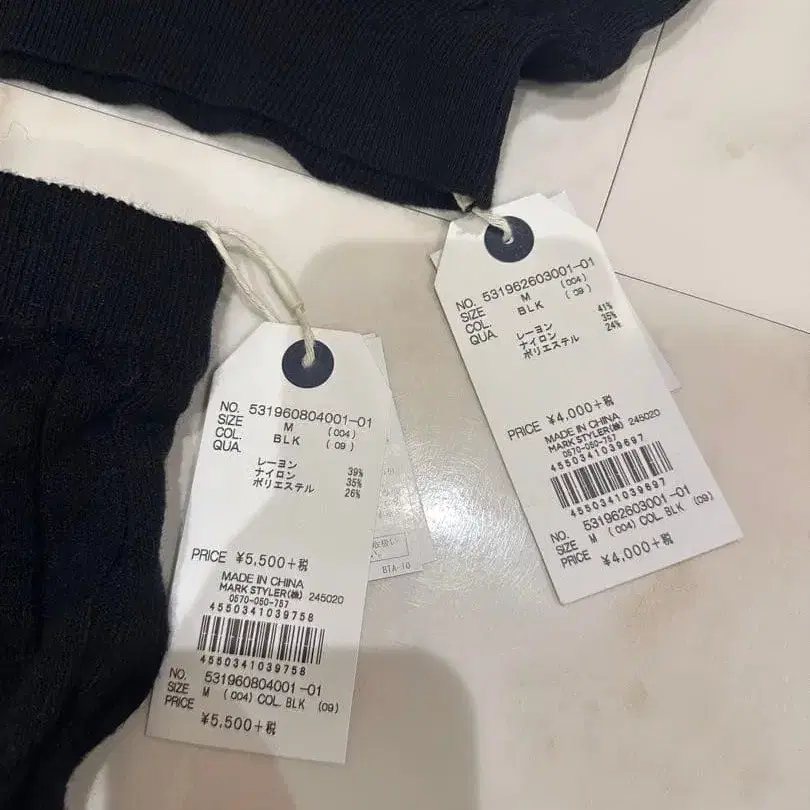 NO. 531960804001-01
SIZE M (004)
COL. BLK (09)
QUA.
レーヨン 39%
ナイロン 35%
ポリエステル 26%
PRICE ¥5,500+税
MADE IN CHINA
MARK STYLER(株) 245020
0570-050-757
4550341039758
4550341039758
NO. 531960804001-01
SIZE M (004) COL. BLK (09)
PRICE ¥5,500+税
BTA-10
NO. 531962603001-01
SIZE M (004)
COL. BLK (09)
QUA.
レーヨン 41%
ナイロン 35%
ポリエステル 24%
PRICE ¥4,000+税
MADE IN CHINA
MARK STYLER(株) 245020
0570-050-757
4550341039697
4550341039697
NO. 531962603001-01
SIZE M (004) COL. BLK (09)
PRICE ¥4,000+税